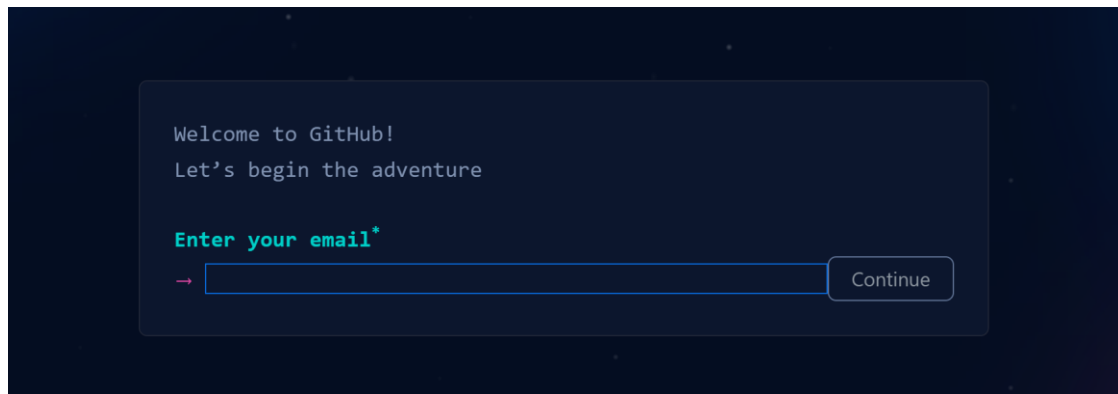 Welcome to GitHub!
Let’s begin the adventure
Enter your email*
→ Continue